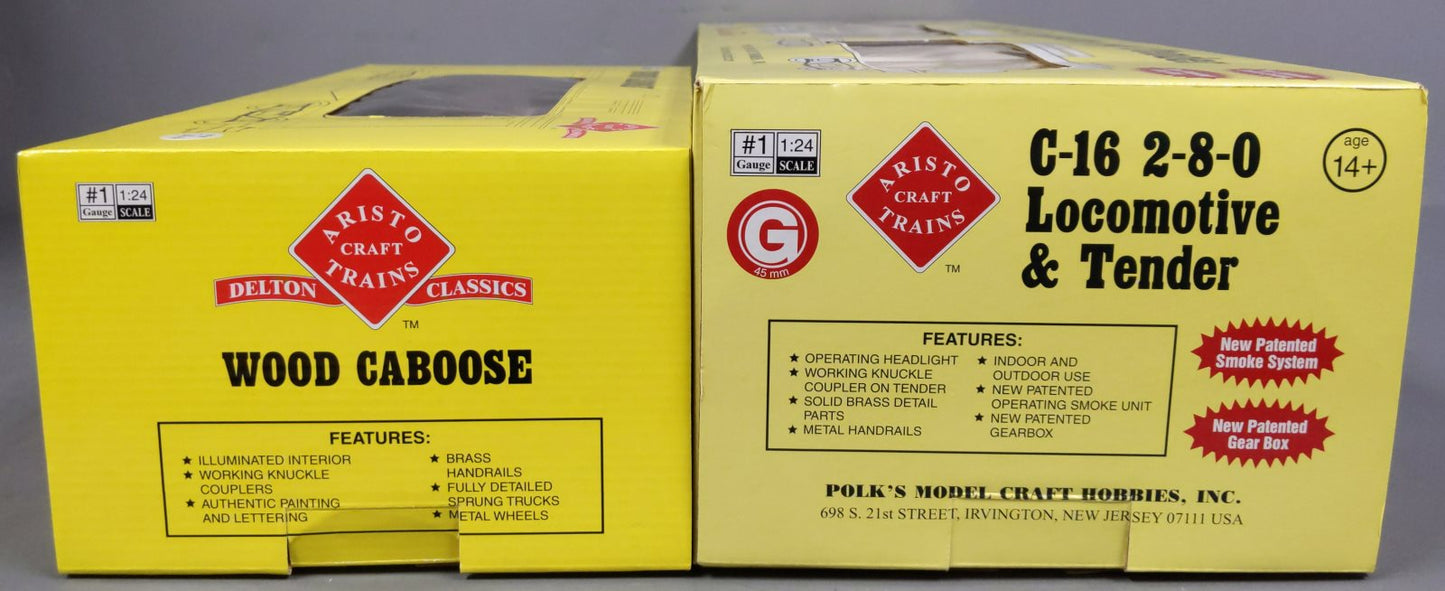 #1 1:24
Gauge SCALE
ARISTO
CRAFT
TRAINS
DELTON CLASSICS
TM
WOOD CABOOSE
FEATURES:
★ ILLUMINATED INTERIOR
★ WORKING KNUCKLE
COUPLERS
★ AUTHENTIC PAINTING
AND LETTERING
★ BRASS
HANDRAILS
★ FULLY DETAILED
SPRUNG TRUCKS
★ METAL WHEELS
#1 1:24
Gauge SCALE
G
45 mm
ARISTO
CRAFT
TRAINS
TM
C-16 2-8-0
Locomotive
& Tender
age
14+
FEATURES:
★ OPERATING HEADLIGHT
★ WORKING KNUCKLE
COUPLER ON TENDER
★ SOLID BRASS DETAIL
PARTS
★ METAL HANDRAILS
★ INDOOR AND
OUTDOOR USE
★ NEW PATENTED
OPERATING SMOKE UNIT
★ NEW PATENTED
GEARBOX
New Patented
Smoke System
New Patented
Gear Box
POLK'S MODEL CRAFT HOBBIES, INC.
698 S. 21st STREET, IRVINGTON, NEW JERSEY 07111 USA